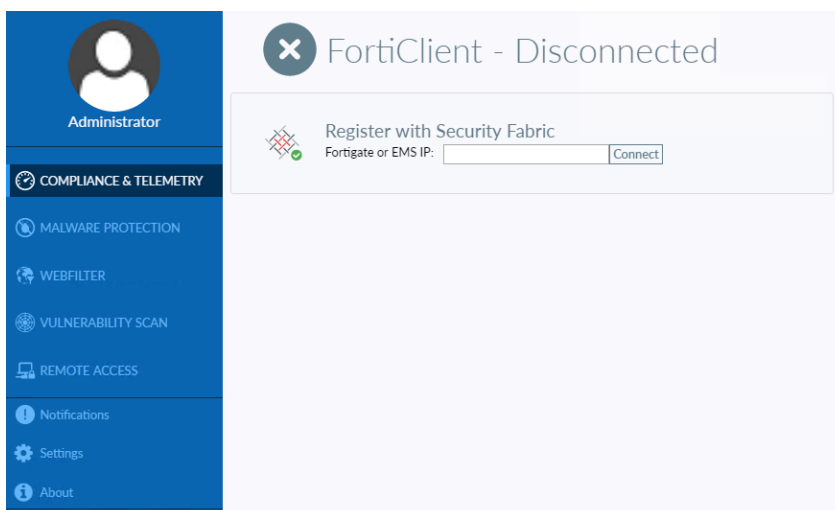 Administrator
COMPLIANCE & TELEMETRY
MALWARE PROTECTION
WEBFILTER
VULNERABILITY SCAN
REMOTE ACCESS
Notifications
Settings
About
FortiClient - Disconnected
Register with Security Fabric
Fortigate or EMS IP:
Connect